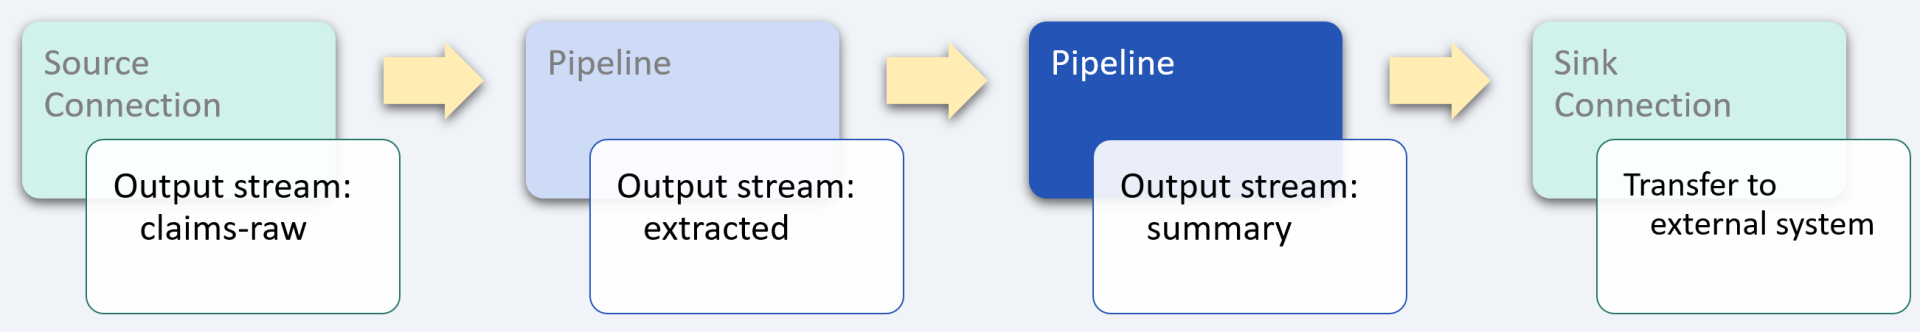 Source
Connection
Output stream:
claims-raw
Pipeline
Output stream:
extracted
Pipeline
Output stream:
summary
Sink
Connection
Transfer to
external system